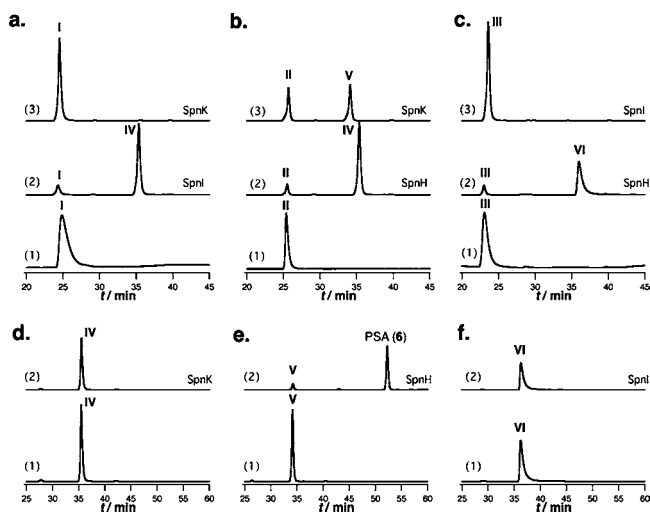 a.
I
(3)
SpnK
IV
I
(2)
SpnI
I
(1)
20 25 30 35 40 45
t / min
b.
II
V
(3)
SpnK
IV
II
(2)
SpnH
II
(1)
20 25 30 35 40 45
t / min
c.
III
(3)
SpnI
VI
III
(2)
SpnH
III
(1)
20 25 30 35 40 45
t / min
d.
IV
(2)
SpnK
IV
(1)
25 30 35 40 45 50 55 60
t / min
e.
PSA (6)
V
(2)
SpnH
V
(1)
25 30 35 40 45 50 55 60
t / min
f.
VI
(2)
SpnI
VI
(1)
25 30 35 40 45 50 55 60
t / min